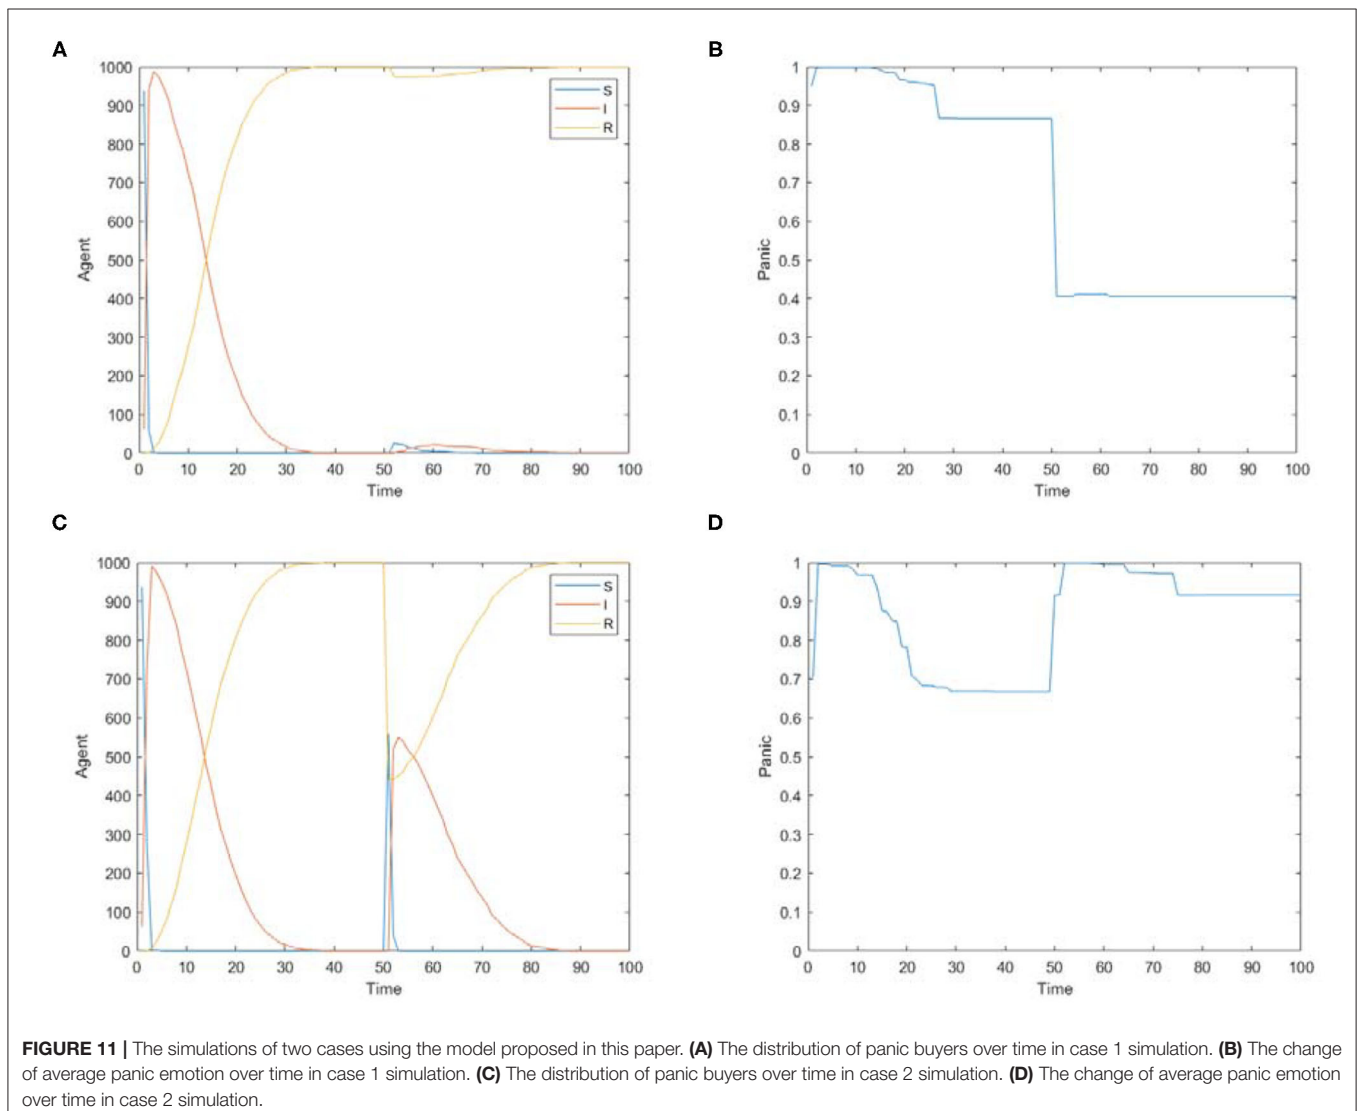 A
1000
900
800
700
600
500
400
300
200
100
0
0 10 20 30 40 50 60 70 80 90 100
Agent
Time
S
I
R
B
1
0.9
0.8
0.7
0.6
0.5
0.4
0.3
0.2
0.1
0
0 10 20 30 40 50 60 70 80 90 100
Panic
Time
C
1000
900
800
700
600
500
400
300
200
100
0
0 10 20 30 40 50 60 70 80 90 100
Agent
Time
S
I
R
D
1
0.9
0.8
0.7
0.6
0.5
0.4
0.3
0.2
0.1
0
0 10 20 30 40 50 60 70 80 90 100
Panic
Time
FIGURE 11 | The simulations of two cases using the model proposed in this paper. (A) The distribution of panic buyers over time in case 1 simulation. (B) The change
of average panic emotion over time in case 1 simulation. (C) The distribution of panic buyers over time in case 2 simulation. (D) The change of average panic emotion
over time in case 2 simulation.